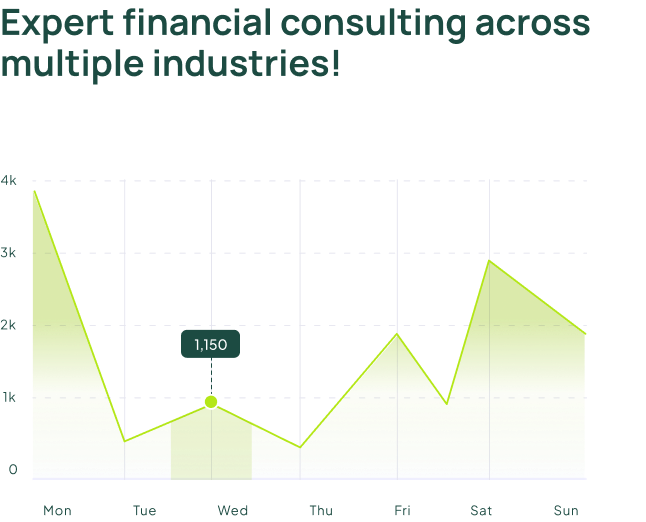 Expert financial consulting across
multiple industries!
4k
3k
2k
1,150
1k
0
Mon Tue Wed Thu Fri Sat Sun